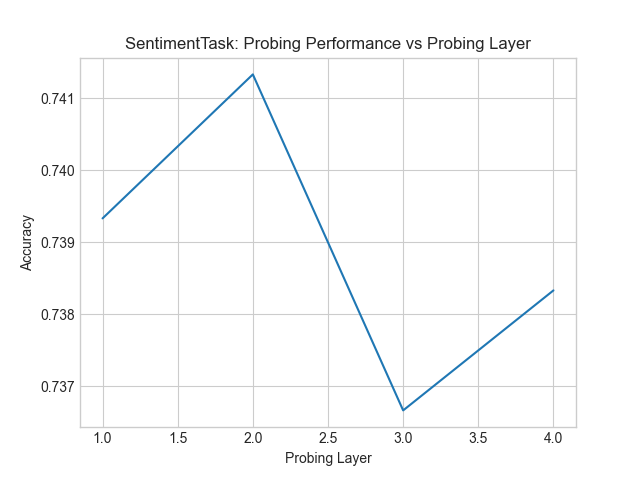 SentimentTask: Probing Performance vs Probing Layer
0.741
0.740
0.739
0.738
0.737
Accuracy
1.0 1.5 2.0 2.5 3.0 3.5 4.0
Probing Layer